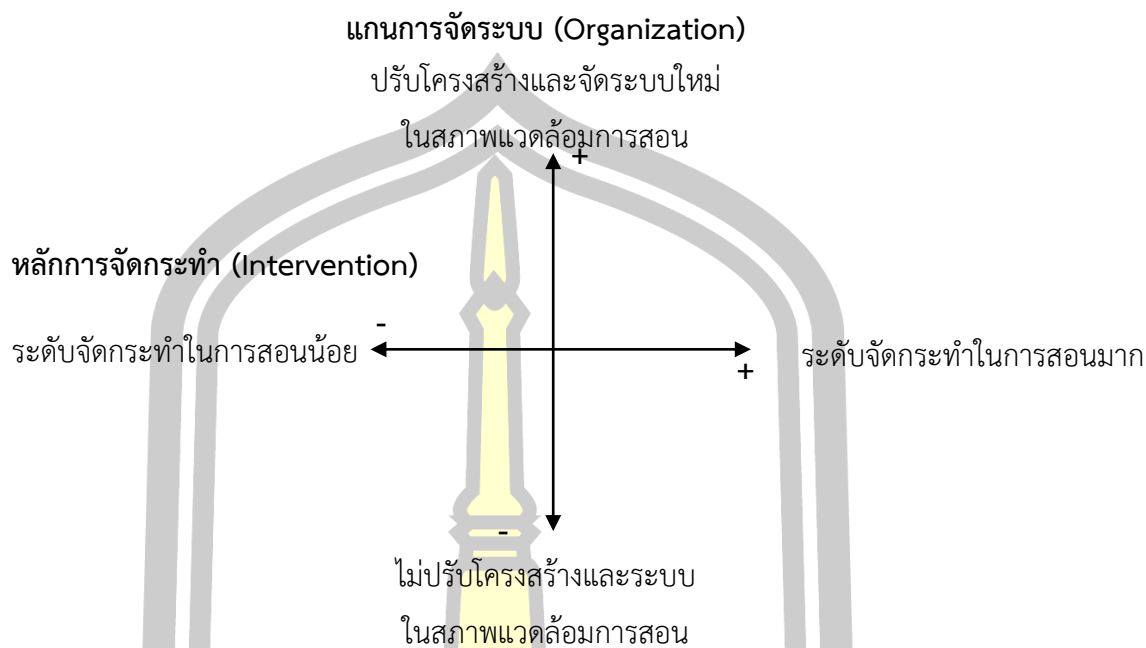 แกนการจัดระบบ (Organization)
ปรับโครงสร้างและจัดระบบใหม่
ในสภาพแวดล้อมการสอน
+
หลักการจัดกระทำ (Intervention)
-
ระดับจัดกระทำในการสอนน้อย
ระดับจัดกระทำในการสอนมาก
+
-
ไม่ปรับโครงสร้างและระบบ
ในสภาพแวดล้อมการสอน